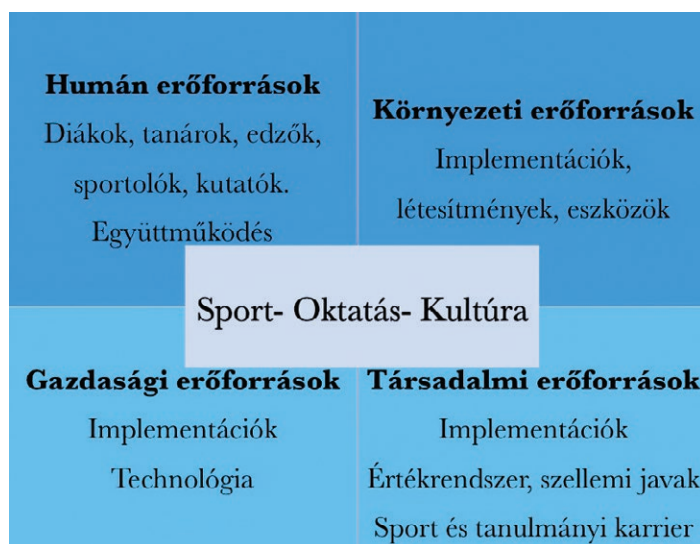 Humán erőforrások
Diákok, tanárok, edzők,
sportolók, kutatók.
Együttműködés
Környezeti erőforrások
Implementációk,
létesítmények, eszközök
Sport- Oktatás- Kultúra
Gazdasági erőforrások
Implementációk
Technológia
Társadalmi erőforrások
Implementációk
Értékrendszer, szellemi javak
Sport és tanulmányi karrier